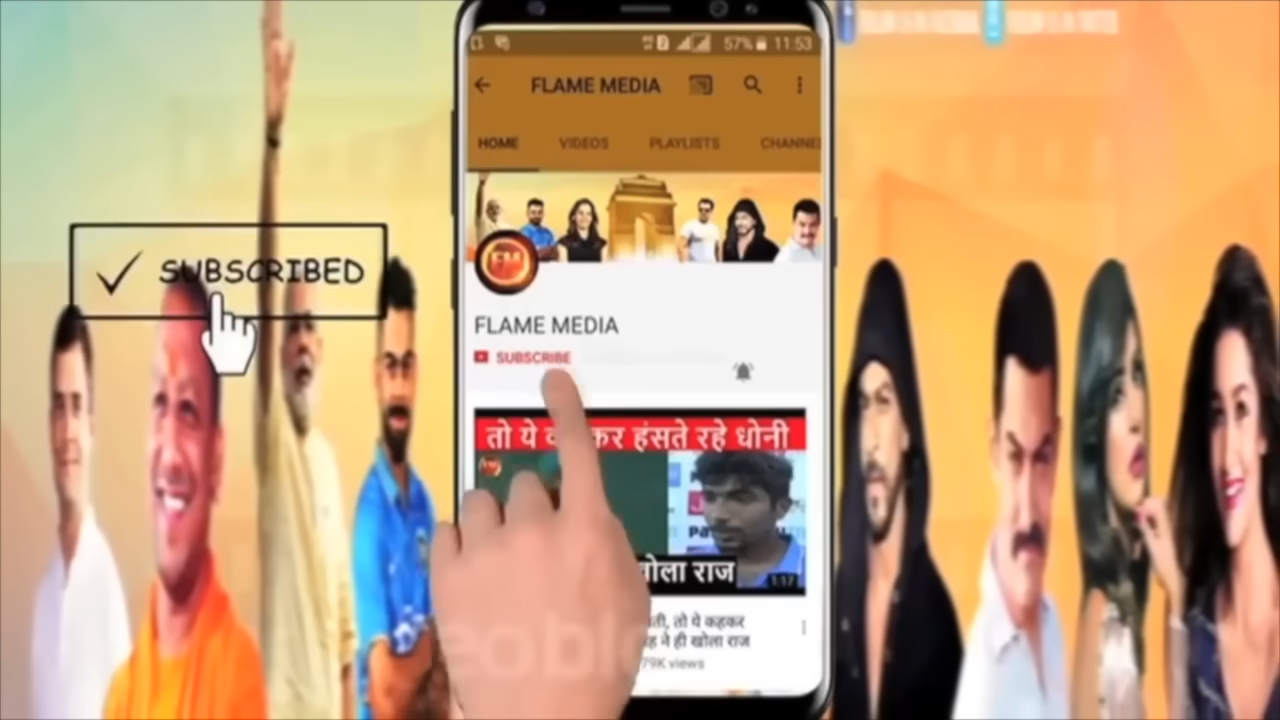 57% 11:53
FLAME MEDIA
HOME VIDEOS PLAYLISTS CHANNE
FM
SUBSCRIBED
FLAME MEDIA
SUBSCRIBE
तो ये कर हंसते रहे धोनी
खोला राज
1:17
तो ये कहकर
ने ही खोला राज
79K views